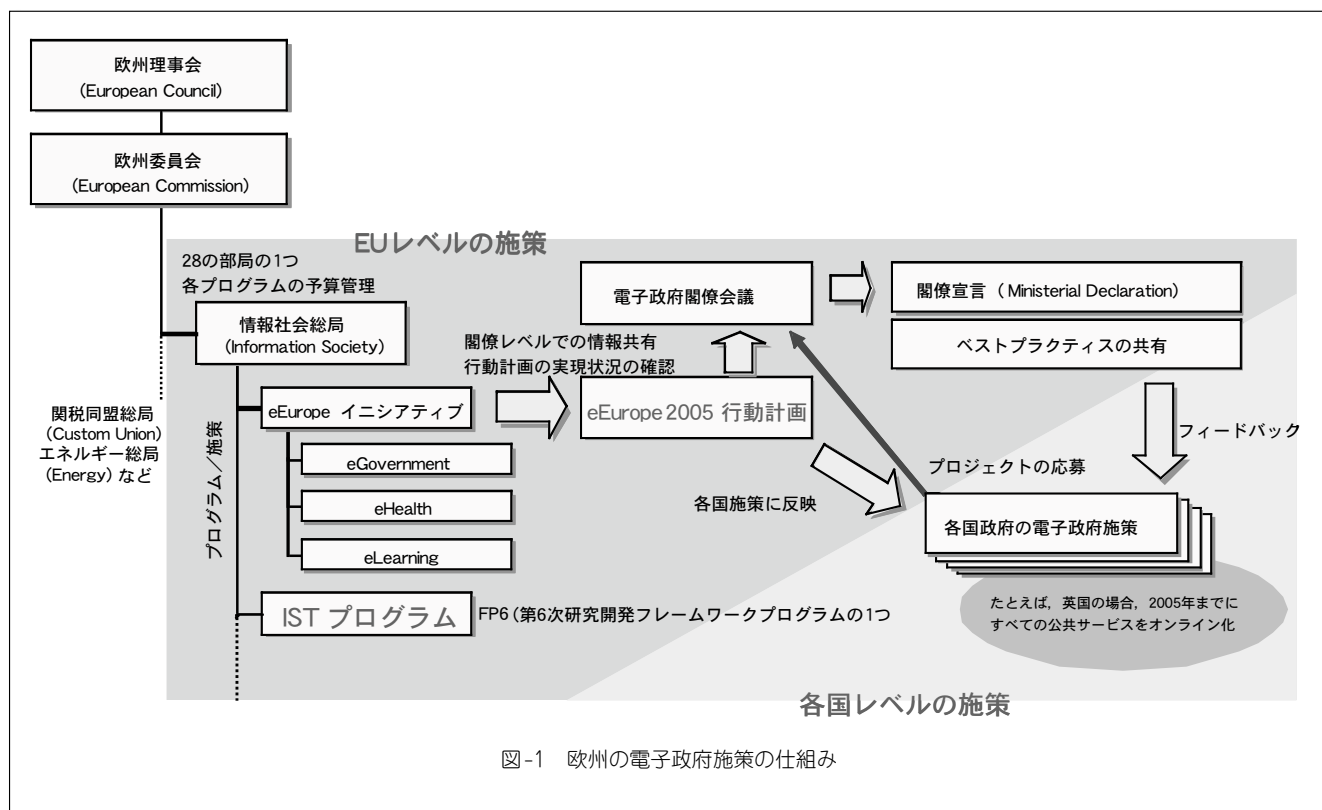 欧州理事会
(European Council)
欧州委員会
(European Commission)
EUレベルの施策
28の部局の1つ
各プログラムの予算管理
情報社会総局
(Information Society)
電子政府閣僚会議
閣僚宣言 ( Ministerial Declaration)
ベストプラクティスの共有
閣僚レベルでの情報共有
行動計画の実現状況の確認
eEurope イニシアティブ
eEurope 2005 行動計画
関税同盟総局
(Custom Union)
エネルギー総局
(Energy) など
プログラム／施策
eGovernment
eHealth
eLearning
フィードバック
プロジェクトの応募
各国施策に反映
各国政府の電子政府施策
IST プログラム
FP6 (第6次研究開発フレームワークプログラムの1つ
たとえば，英国の場合，2005年までに
すべての公共サービスをオンライン化
各国レベルの施策
図-1 欧州の電子政府施策の仕組み